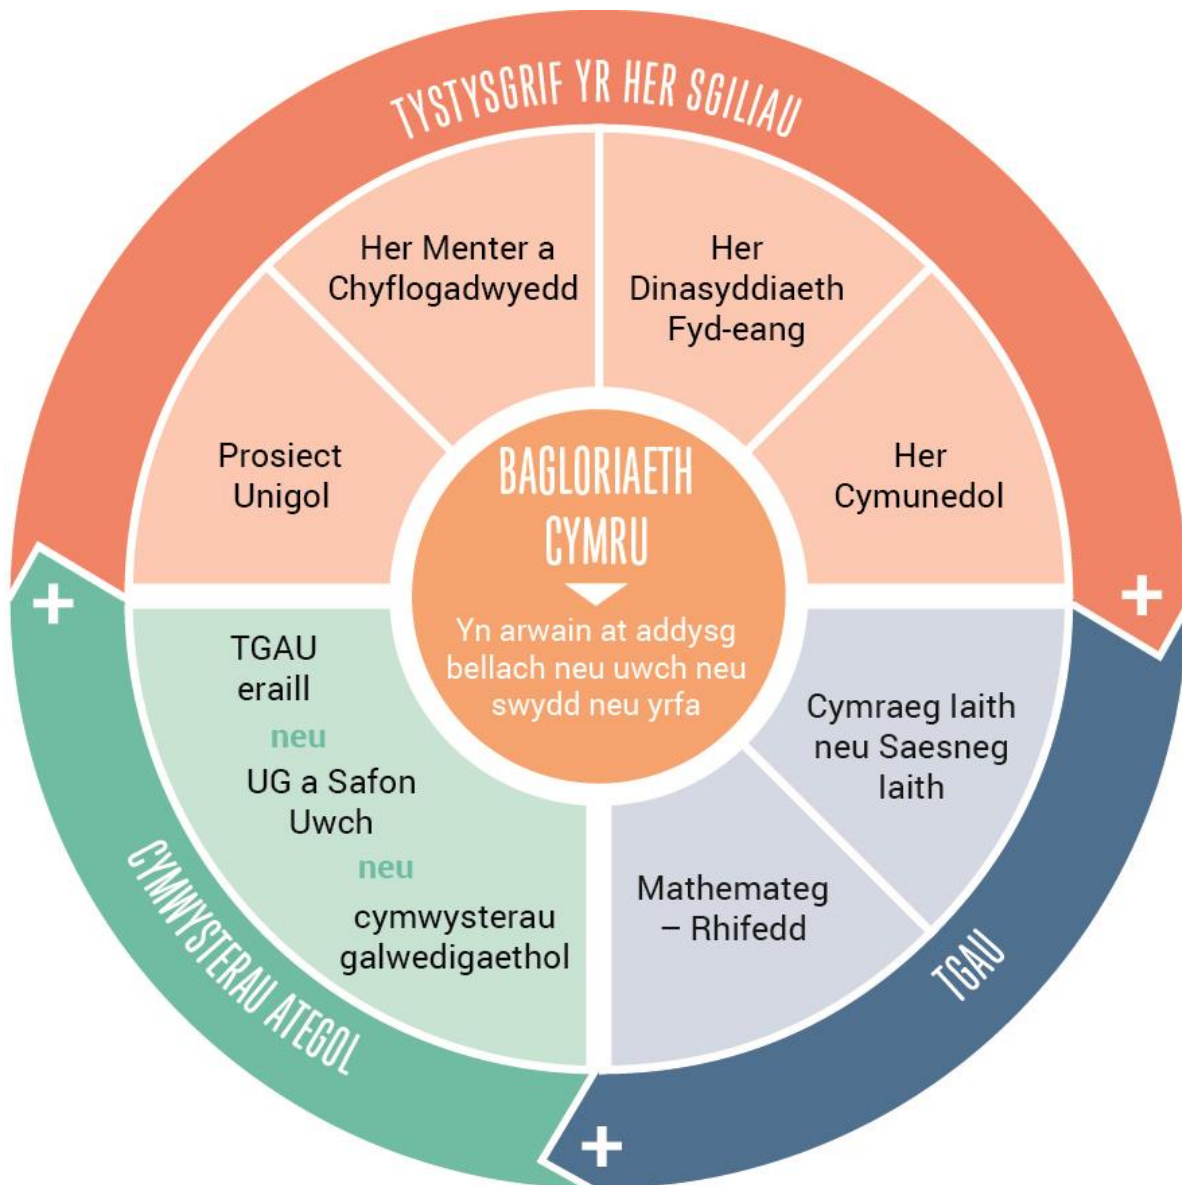 TYSTYSGRIF YR HER SGILIAU
Her Menter a
Chyflogadwyedd
Her
Dinasyddiaeth
Fyd-eang
Prosiect
Unigol
Her
Cymunedol
BAGLORIAETH
CYMRU
Yn arwain at addysg
bellach neu uwch neu
swydd neu yrfa
+
+
TGAU
eraill
neu
UG a Safon
Uwch
neu
cymwysterau
galwedigaethol
Cymraeg Iaith
neu Saesneg
Iaith
Mathemateg
– Rhifedd
CYMWYSTERAU ATEGOL
TGAU
+